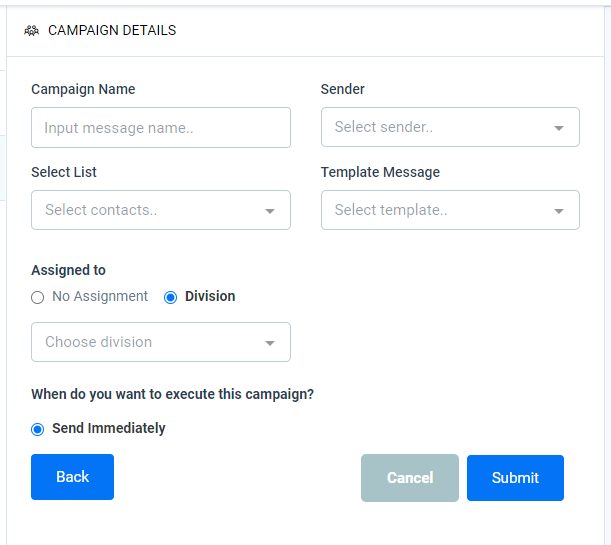 CAMPAIGN DETAILS
Campaign Name
Sender
Input message name..
Select sender..
Select List
Template Message
Select contacts..
Select template..
Assigned to
No Assignment
Division
Choose division
When do you want to execute this campaign?
Send Immediately
Back
Cancel
Submit